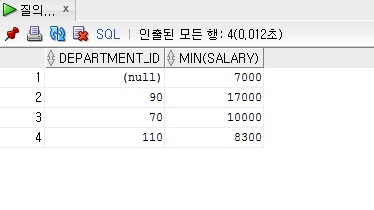 질의... x
SQL | 인출된 모든 행: 4(0,012초)
DEPARTMENT_ID MIN(SALARY)
1 (null) 7000
2 90 17000
3 70 10000
4 110 8300